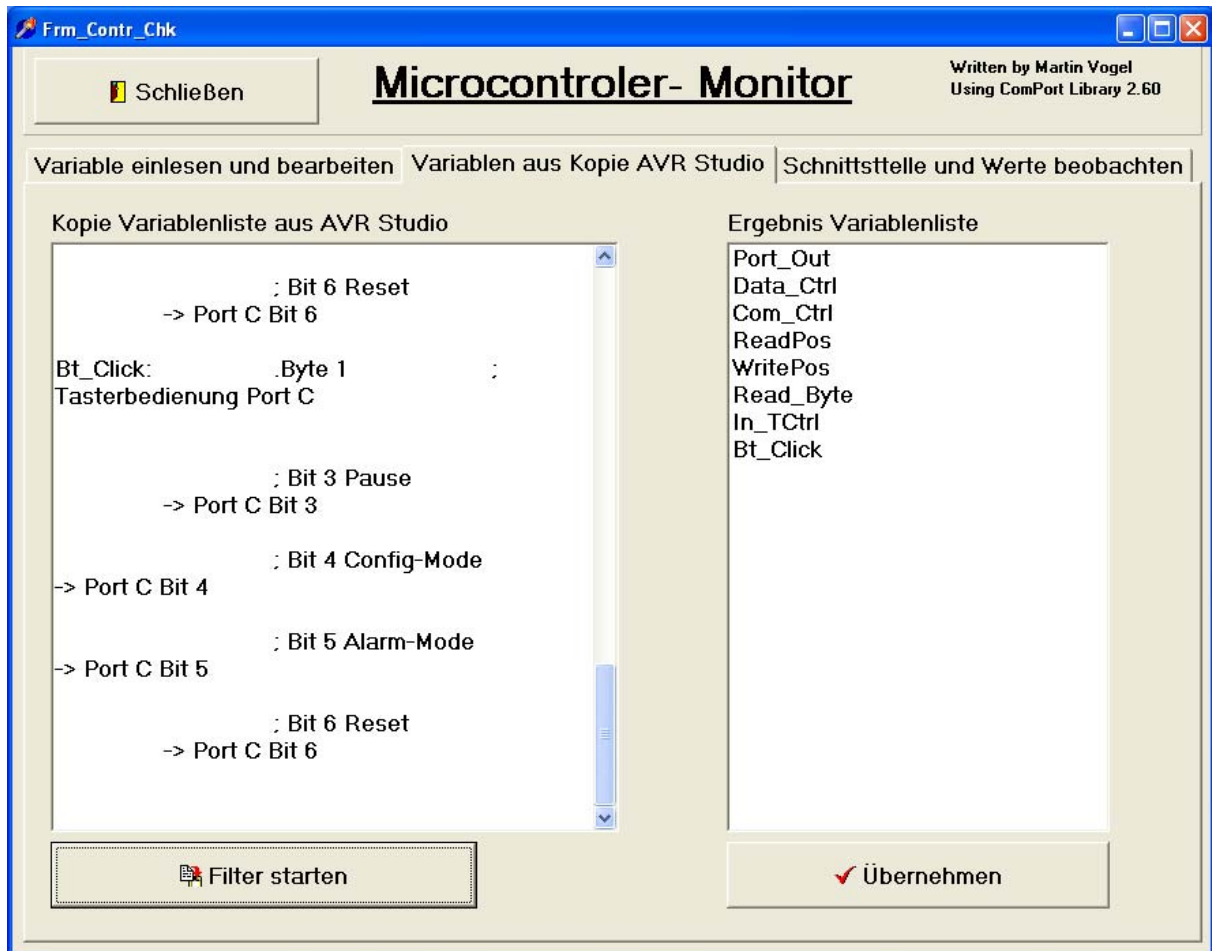 Frm_Contr_Chk
Schließen
Microcontroler- Monitor
Written by Martin Vogel
Using ComPort Library 2.60
Variable einlesen und bearbeiten
Variablen aus Kopie AVR Studio
Schnittsttelle und Werte beobachten
Kopie Variablenliste aus AVR Studio
; Bit 6 Reset
-> Port C Bit 6
Bt_Click: .Byte 1 ;
Tasterbedienung Port C
; Bit 3 Pause
-> Port C Bit 3
; Bit 4 Config-Mode
-> Port C Bit 4
; Bit 5 Alarm-Mode
-> Port C Bit 5
; Bit 6 Reset
-> Port C Bit 6
Filter starten
Ergebnis Variablenliste
Port_Out
Data_Ctrl
Com_Ctrl
ReadPos
WritePos
Read_Byte
In_TCtrl
Bt_Click
Übernehmen